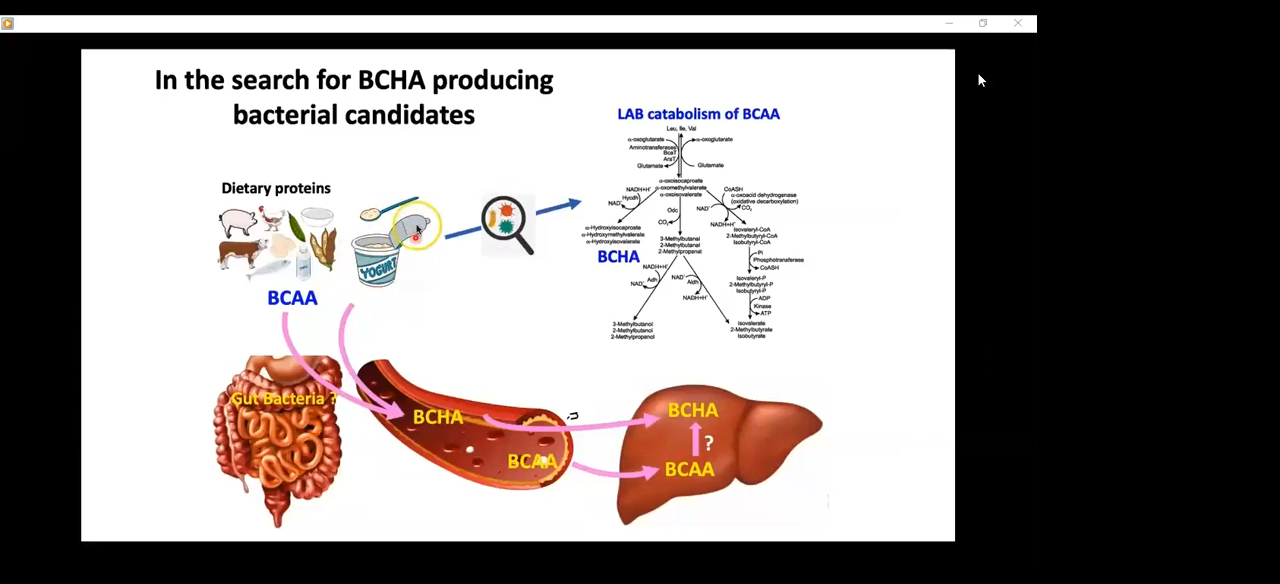 In the search for BCHA producing
bacterial candidates
LAB catabolism of BCAA
Leu, Ile, Val
α-oxoglutarate
α-oxoglutarate
Aminotransferases
BcaT
AraT
Glutamate
Glutamate
α-oxoisocaproate
α-oxomethylvalerate
α-oxoisovalerate
NADH+H+
Hycdh
NAD+
Odc
CO2
CoASH
α-oxoacid dehydrogenase
(oxidative decarboxylation)
NAD+
CO2
NADH+H+
α-Hydroxyisocaproate
α-Hydroxymethylvalerate
α-Hydroxyisovalerate
BCHA
3-Methylbutanal
2-Methylbutanal
2-Methylpropanal
Isovaleryl-CoA
2-Methylbutyryl-CoA
Isobutyryl-CoA
Pi
Phosphotransferase
CoASH
NADH+H+
Adh
NAD+
NAD+
Aldh
NADH+H+
Isovaleryl-P
2-Methylbutyryl-P
Isobutyryl-P
ADP
Kinase
ATP
3-Methylbutanol
2-Methylbutanol
2-Methylpropanol
Isovalerate
2-Methylbutyrate
Isobutyrate
Dietary proteins
YOGURT
BCAA
Gut Bacteria ?
BCHA
BCAA
BCHA
?
BCAA